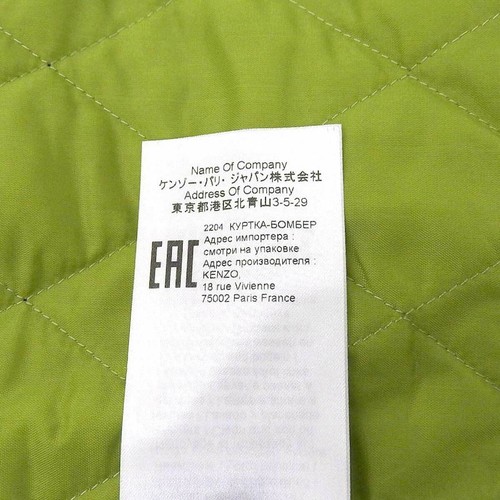 Name Of Company
ケンゾー・パリ・ジャパン株式会社
Address Of Company
東京都港区北青山3-5-29
EAC
2204 КУРТКА-БОМБЕР
Адрес импортера :
смотри на упаковке
Адрес производителя :
KENZO,
18 rue Vivienne
75002 Paris France